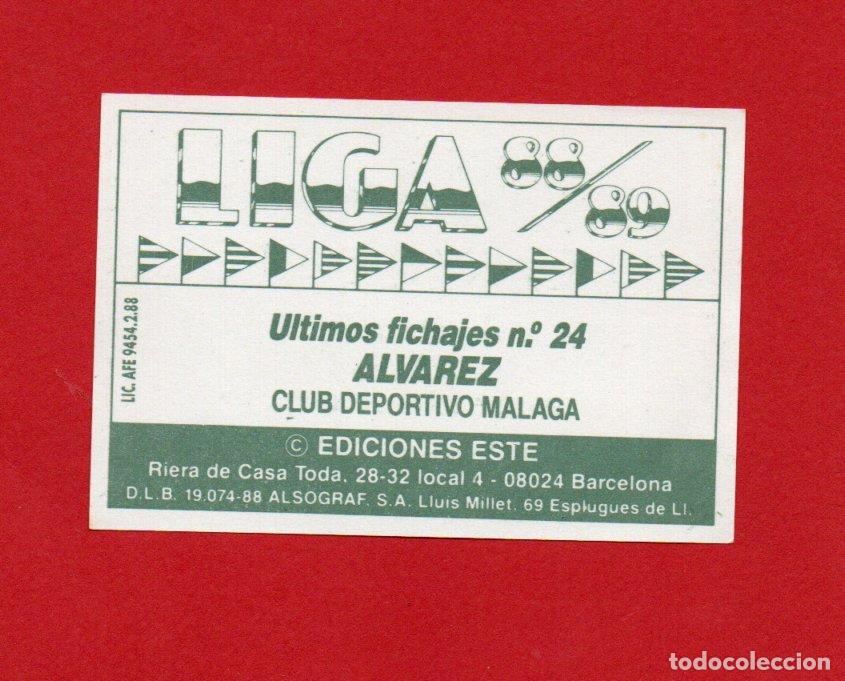 LIGA 88/89
LIC. AFE 9454.2.88
Ultimos fichajes n.º 24
ALVAREZ
CLUB DEPORTIVO MALAGA
© EDICIONES ESTE
Riera de Casa Toda. 28-32 local 4 - 08024 Barcelona
D.L.B. 19.074-88 ALSOGRAF. S.A. Lluis Millet. 69 Esplugues de Ll.
todocoleccion